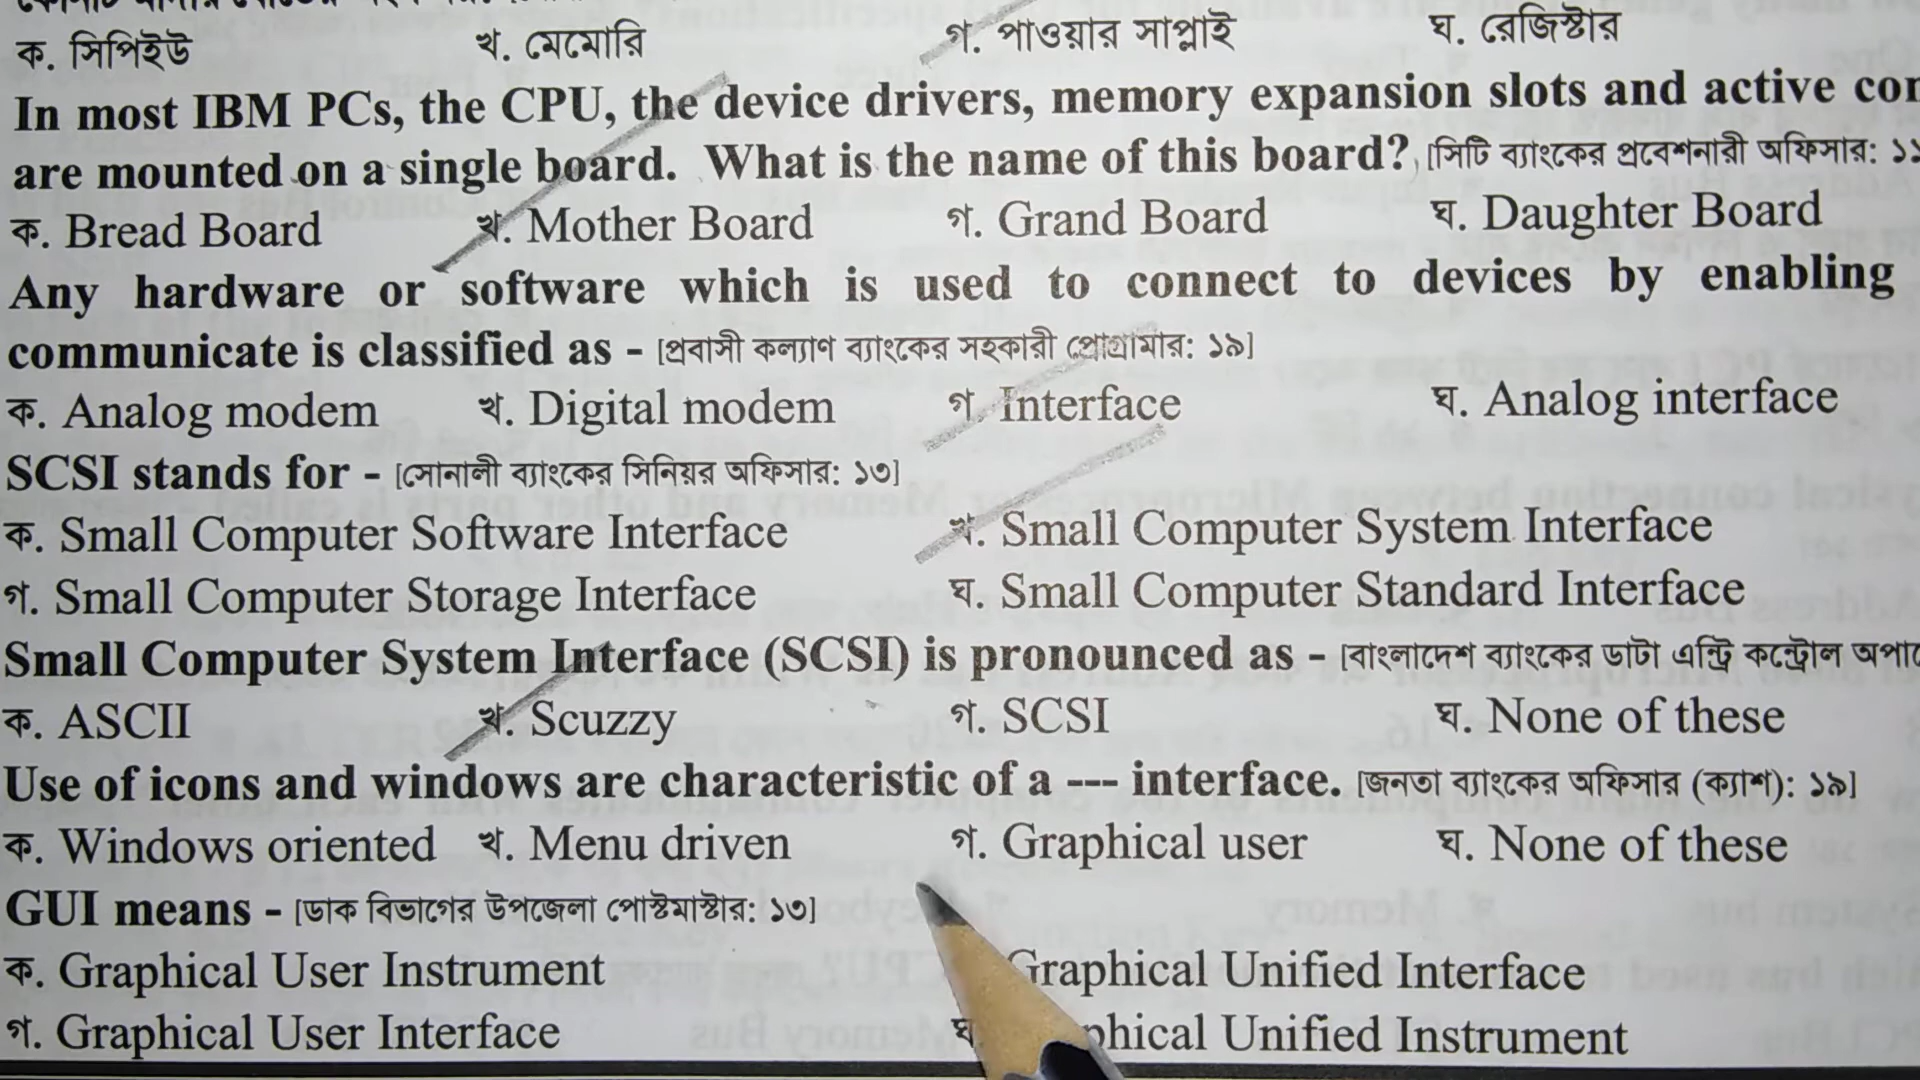 ক. সিপিইউ খ. মেমোরি গ. পাওয়ার সাপ্লাই ঘ. রেজিস্টার
In most IBM PCs, the CPU, the device drivers, memory expansion slots and active
are mounted on a single board. What is the name of this board? [সিটি ব্যাংকের প্রবেশনারী অফিসার:
ক. Bread Board খ. Mother Board গ. Grand Board ঘ. Daughter Board
Any hardware or software which is used to connect to devices by enabling
communicate is classified as - [প্রবাসী কল্যাণ ব্যাংকের সহকারী প্রোগ্রামার: ১৯]
ক. Analog modem খ. Digital modem গ. Interface ঘ. Analog interface
SCSI stands for - [সোনালী ব্যাংকের সিনিয়র অফিসার: ১৩]
ক. Small Computer Software Interface খ. Small Computer System Interface
গ. Small Computer Storage Interface ঘ. Small Computer Standard Interface
Small Computer System Interface (SCSI) is pronounced as - [বাংলাদেশ ব্যাংকের ডাটা এন্ট্রি কন্ট্রোল
ক. ASCII খ. Scuzzy গ. SCSI ঘ. None of these
Use of icons and windows are characteristic of a --- interface. [জনতা ব্যাংকের অফিসার (ক্যাশ): ১৯]
ক. Windows oriented খ. Menu driven গ. Graphical user ঘ. None of these
GUI means - [ডাক বিভাগের উপজেলা পোস্টমাস্টার: ১৩]
ক. Graphical User Instrument Graphical Unified Interface
গ. Graphical User Interface ঘ. Unified Instrument